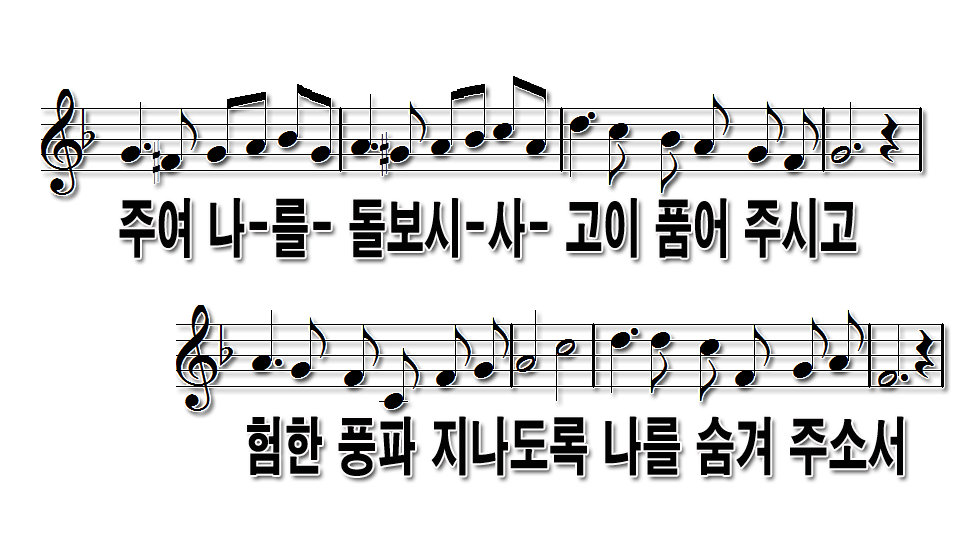 주여 나-를- 돌보시-사- 고이 품어 주시고
험한 풍파 지나도록 나를 숨겨 주소서